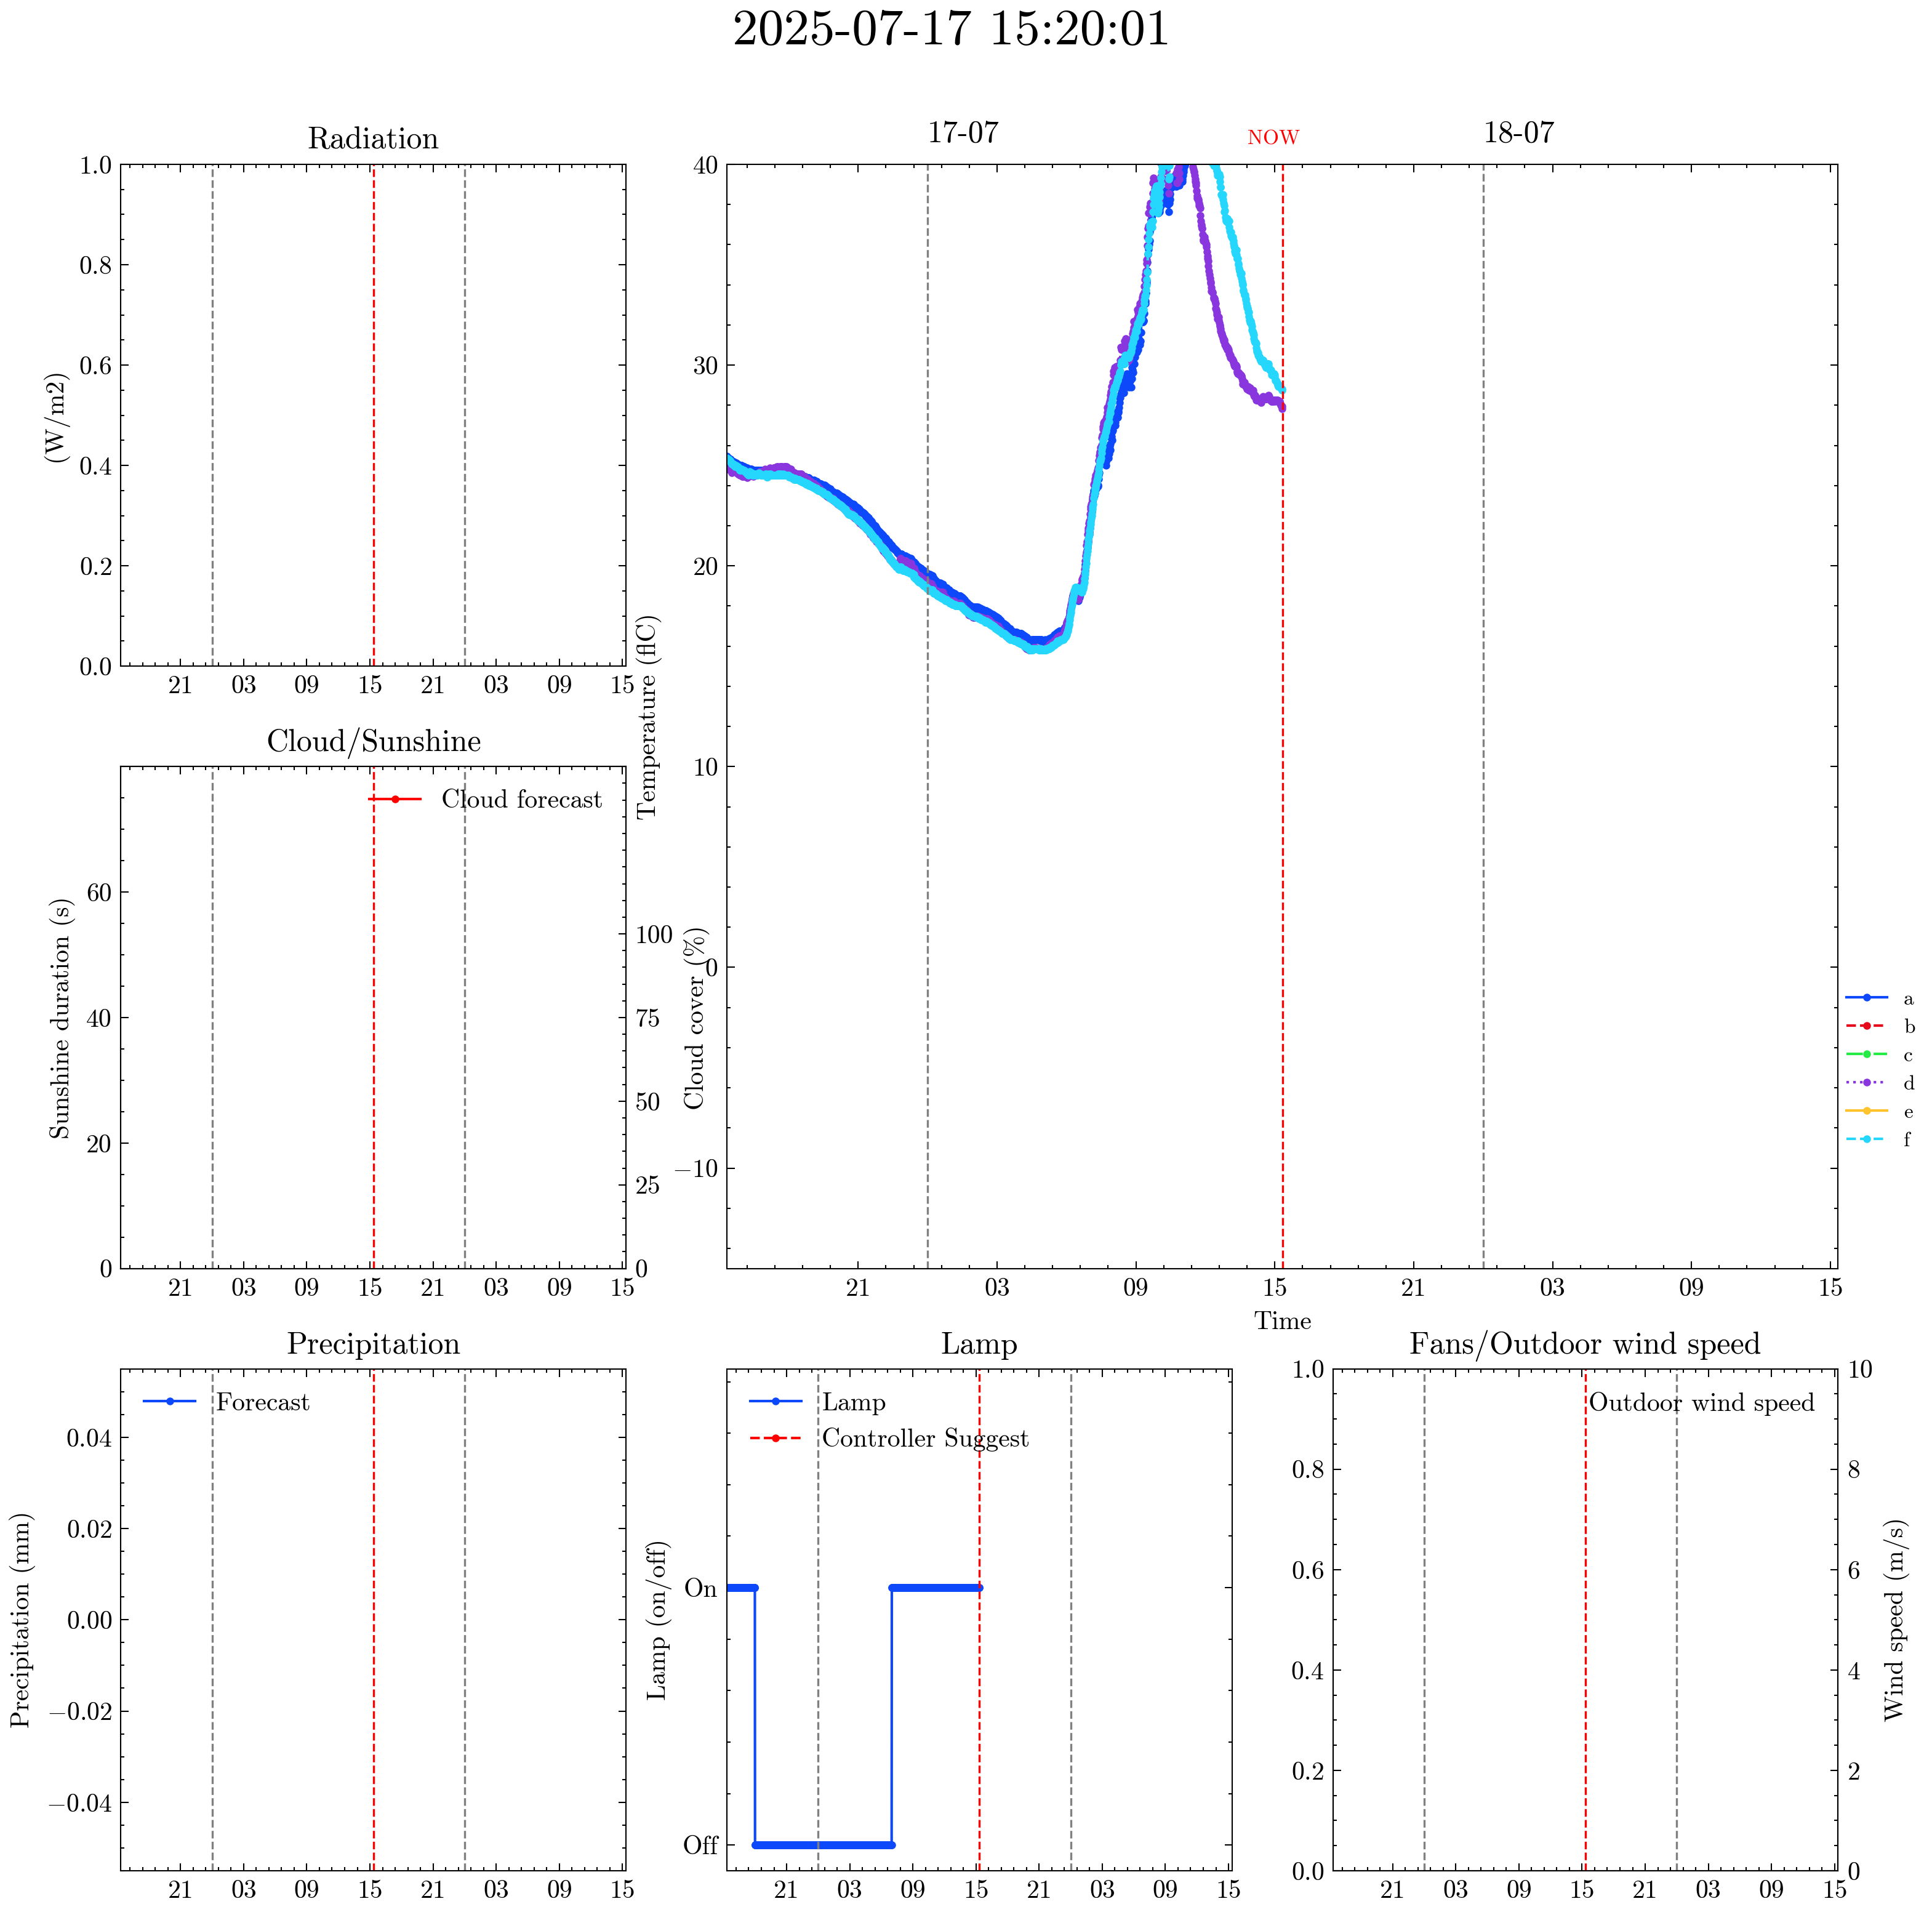 2025-07-17 15:20:01
Radiation
(W/m2)
1.0
0.8
0.6
0.4
0.2
0.0
21 03 09 15 21 03 09 15
17-07 NOW 18-07
Temperature (flC)
40
30
20
10
0
−10
21 03 09 15 21 03 09 15
Time
a
b
c
d
e
f
Cloud/Sunshine
Cloud forecast
Sunshine duration (s)
60
40
20
0
Cloud cover (%)
100
75
50
25
0
21 03 09 15 21 03 09 15
Precipitation
Forecast
Precipitation (mm)
0.04
0.02
0.00
−0.02
−0.04
21 03 09 15 21 03 09 15
Lamp
Lamp
Controller Suggest
Lamp (on/off)
On
Off
21 03 09 15 21 03 09 15
Fans/Outdoor wind speed
Outdoor wind speed
1.0
0.8
0.6
0.4
0.2
0.0
10
8
6
4
2
0
Wind speed (m/s)
21 03 09 15 21 03 09 15